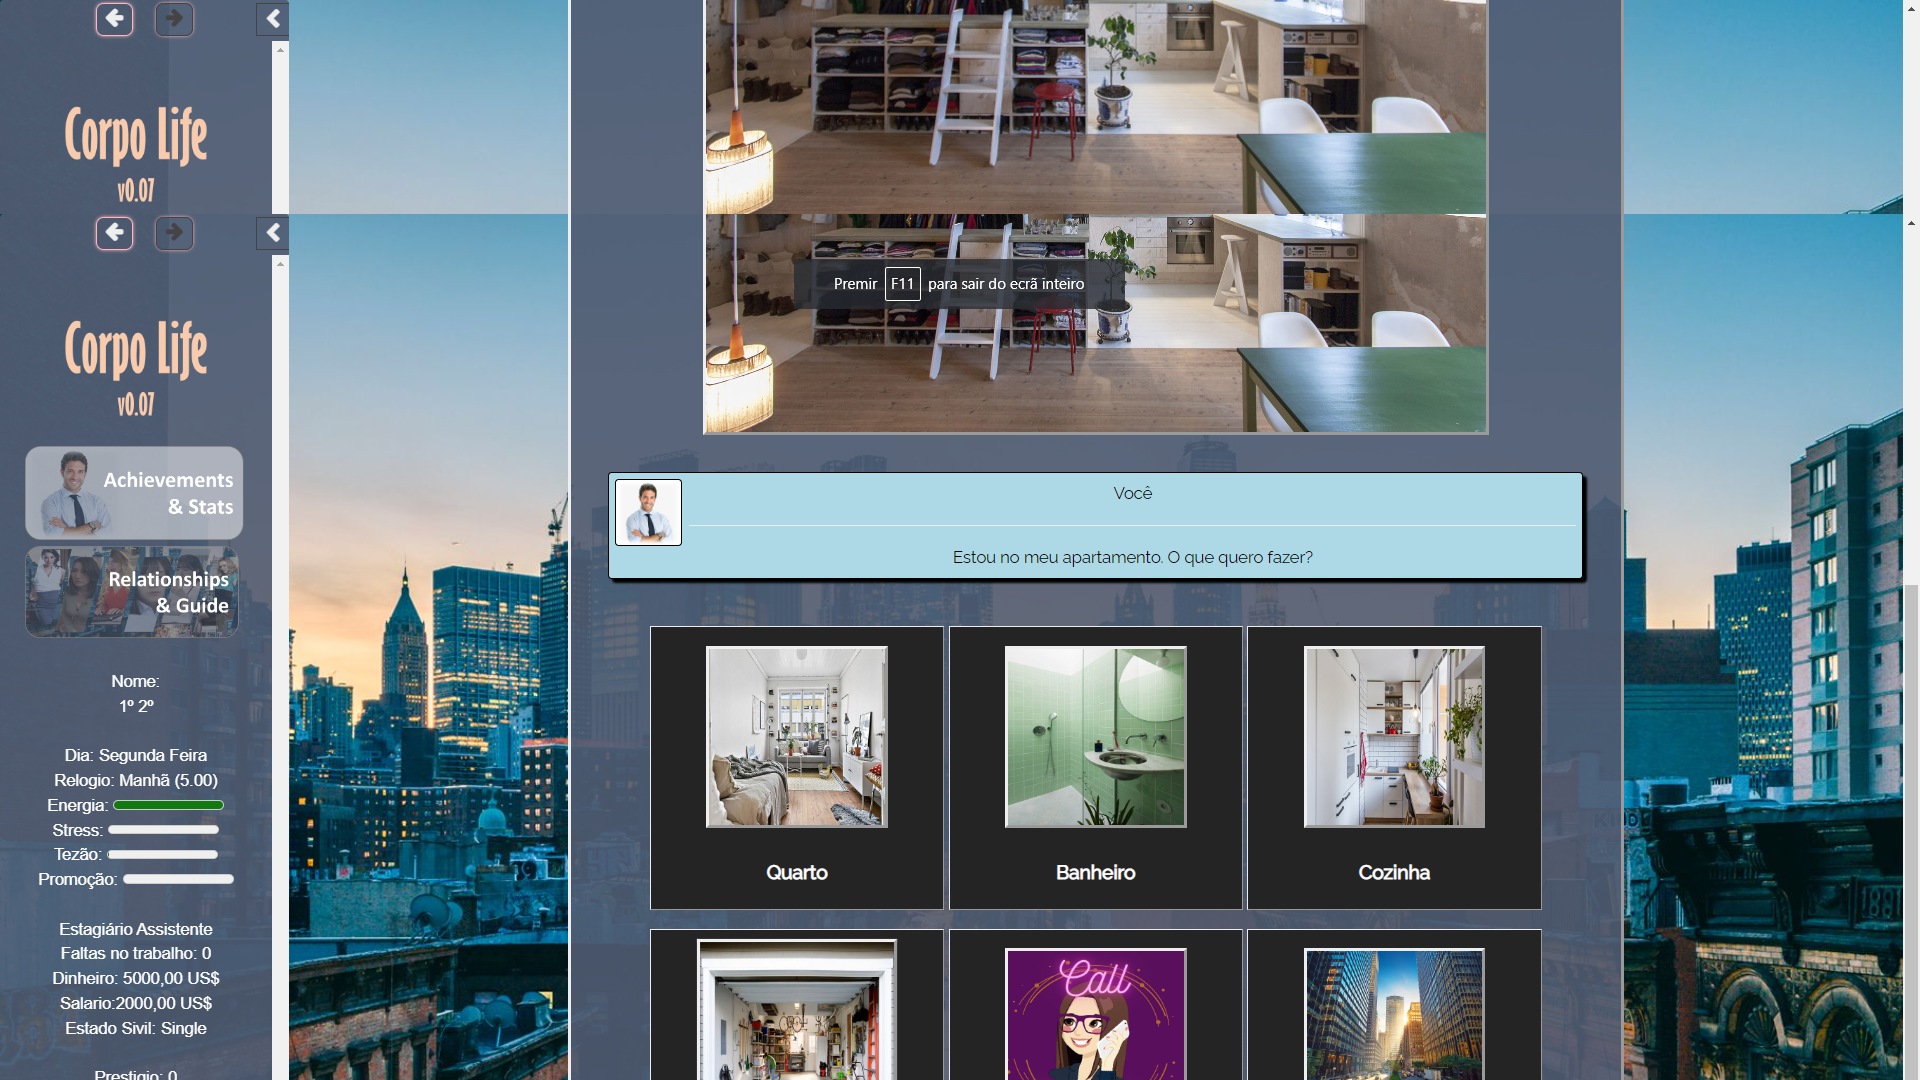 Corpo Life
v0.07
Corpo Life
v0.07
Achievements
& Stats
Relationships
& Guide
Nome:
1º 2º
Dia: Segunda Feira
Relogio: Manhã (5.00)
Energia:
Stress:
Tezão:
Promoção:
Estagiário Assistente
Faltas no trabalho: 0
Dinheiro: 5000,00 US$
Salario:2000,00 US$
Estado Sivil: Single
Prestigio: 0
Premir F11 para sair do ecrã inteiro
Você
Estou no meu apartamento. O que quero fazer?
Quarto
Banheiro
Cozinha
Call